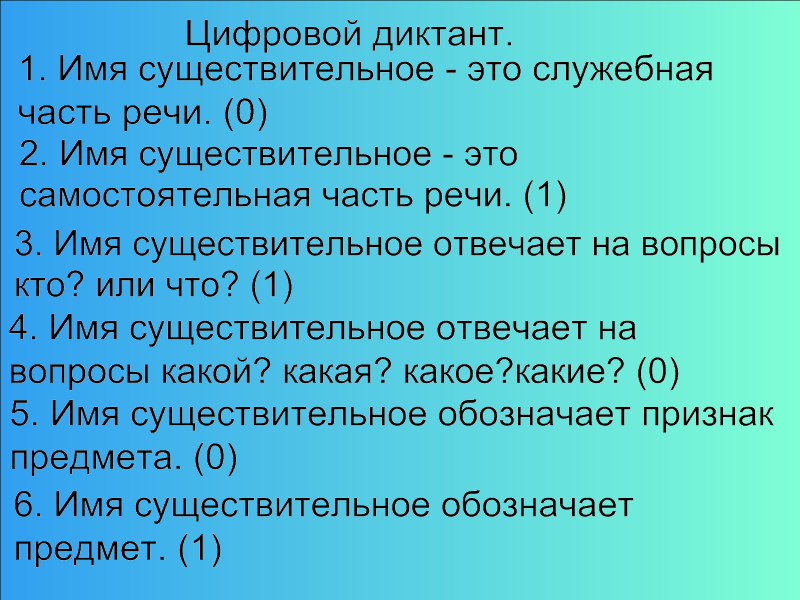 Цифровой диктант.
1. Имя существительное - это служебная
часть речи. (0)
2. Имя существительное - это
самостоятельная часть речи. (1)
3. Имя существительное отвечает на вопросы
кто? или что? (1)
4. Имя существительное отвечает на
вопросы какой? какая? какое?какие? (0)
5. Имя существительное обозначает признак
предмета. (0)
6. Имя существительное обозначает
предмет. (1)